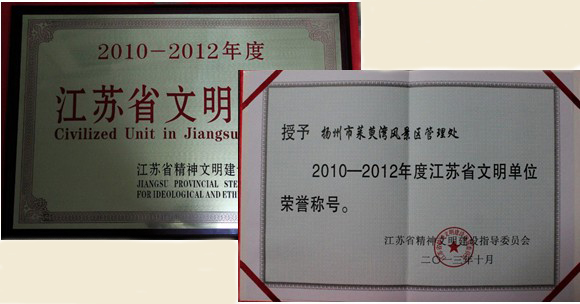 2010-2012年度
江苏省文明
Civilized Unit in Jiangsu
江苏省精神文明建
JIANGSU PROVINCIAL STE
FOR IDEOLOGICAL AND ETH
授予 扬州市茱萸湾风景区管理处
2010—2012年度江苏省文明单位
荣誉称号。
江苏省精神文明建设指导委员会
二〇一三年十月